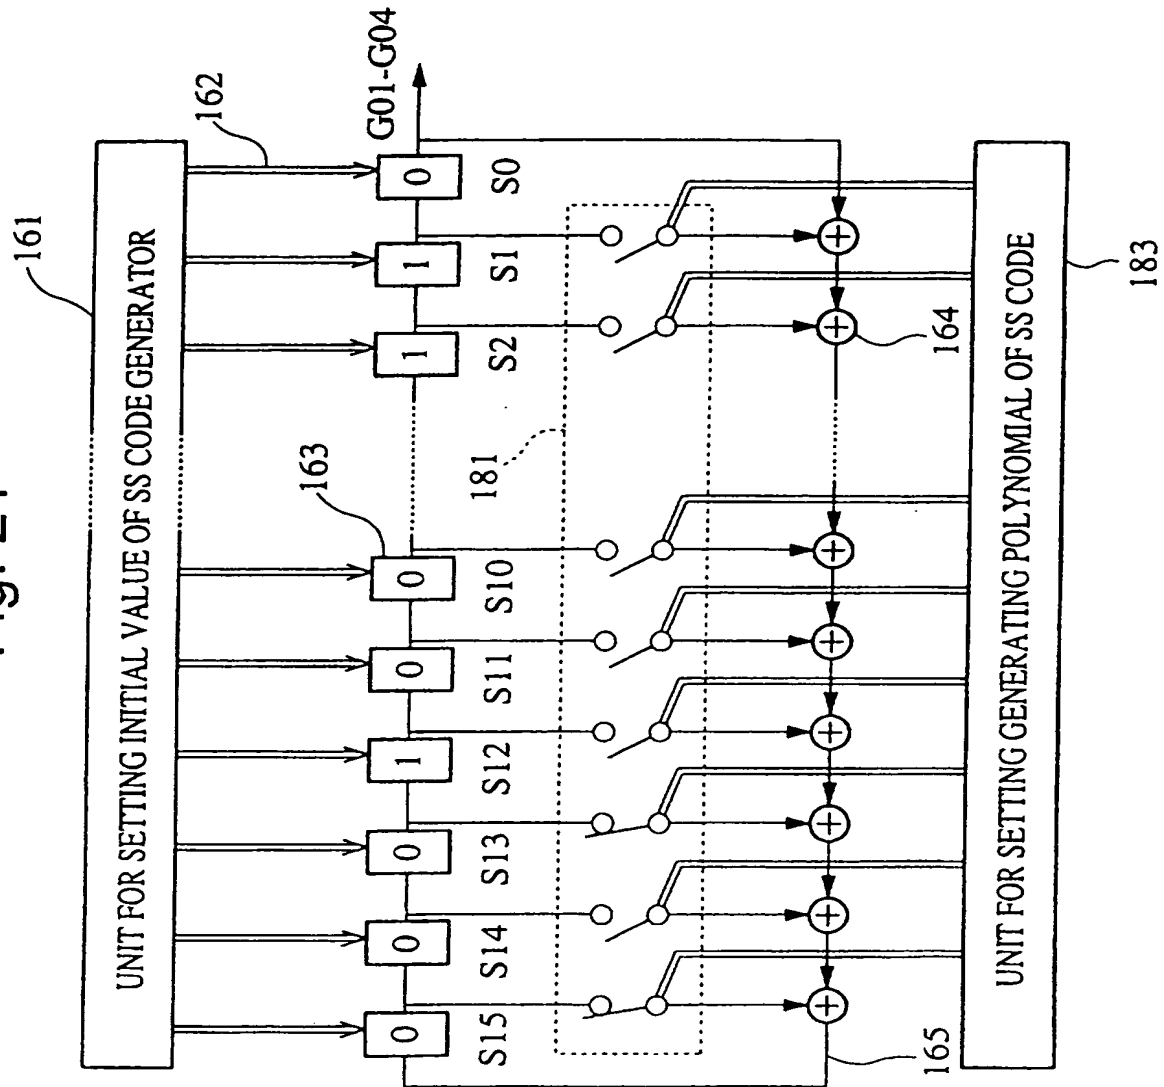 Fig.
161
UNIT FOR SETTING INITIAL VALUE OF SS CODE GENERATOR
162
163
G01-G04
0 0 0 1 0 0 1 1 0
S15 S14 S13 S12 S11 S10 S2 S1 S0
181
+ + + + + + + +
164
165
UNIT FOR SETTING GENERATING POLYNOMIAL OF SS CODE
183